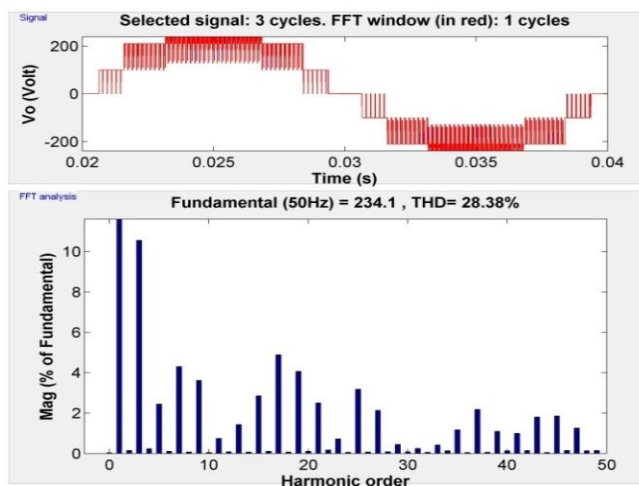 Signal
Selected signal: 3 cycles. FFT window (in red): 1 cycles
200
0
-200
Vo (Volt)
0.02 0.025 0.03 0.035 0.04
Time (s)
FFT analysis
Fundamental (50Hz) = 234.1 , THD= 28.38%
10
8
6
4
2
0
Mag (% of Fundamental)
0 10 20 30 40 50
Harmonic order